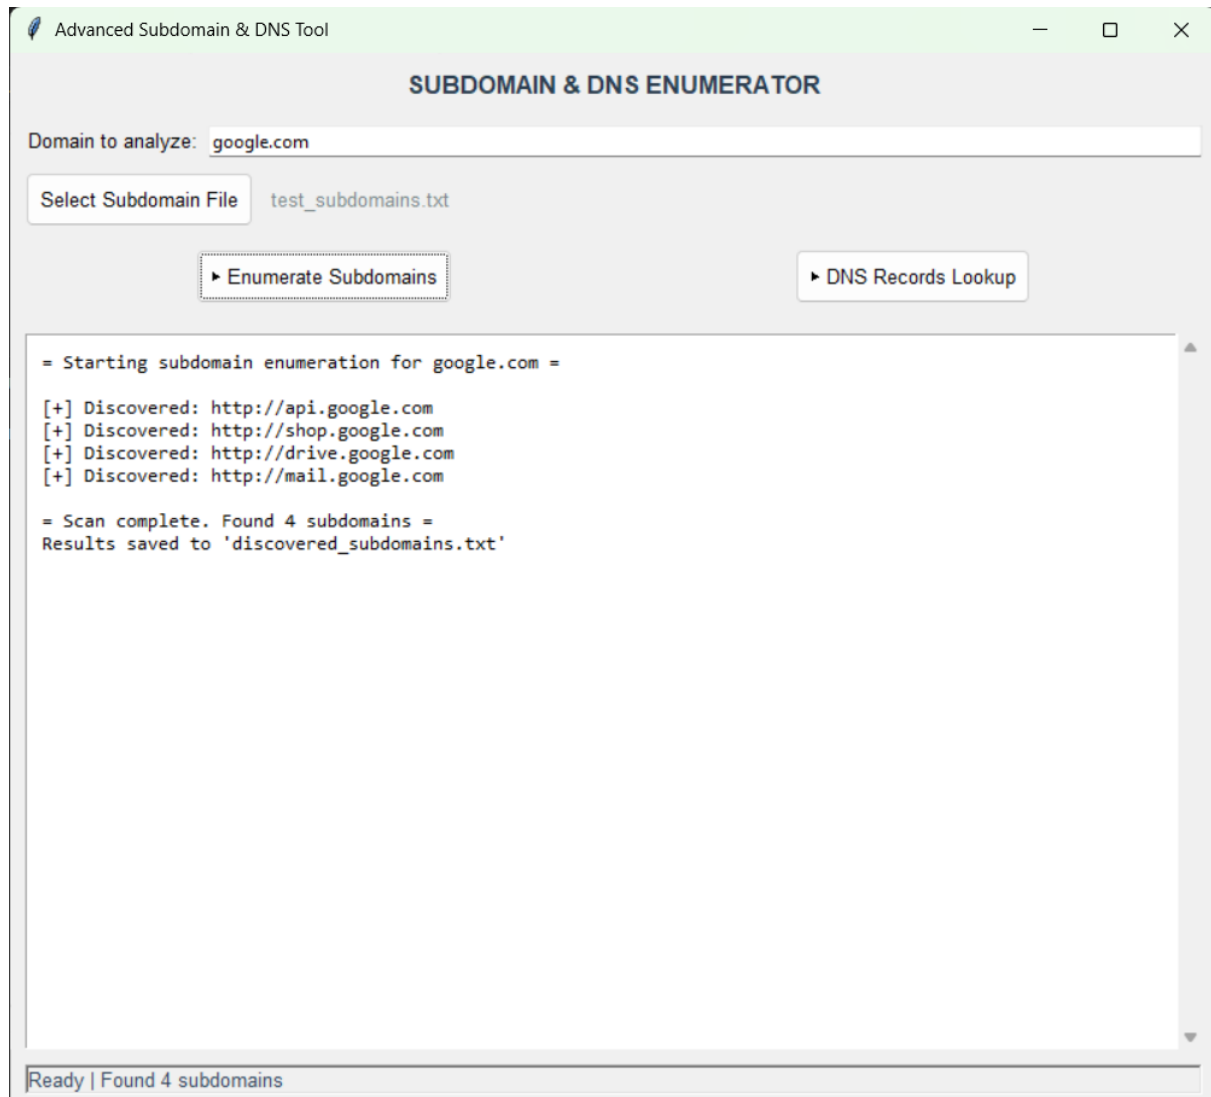 Advanced Subdomain & DNS Tool
SUBDOMAIN & DNS ENUMERATOR
Domain to analyze: google.com
Select Subdomain File test_subdomains.txt
Enumerate Subdomains DNS Records Lookup
= Starting subdomain enumeration for google.com =
[+] Discovered: http://api.google.com
[+] Discovered: http://shop.google.com
[+] Discovered: http://drive.google.com
[+] Discovered: http://mail.google.com
= Scan complete. Found 4 subdomains =
Results saved to 'discovered_subdomains.txt'
Ready | Found 4 subdomains